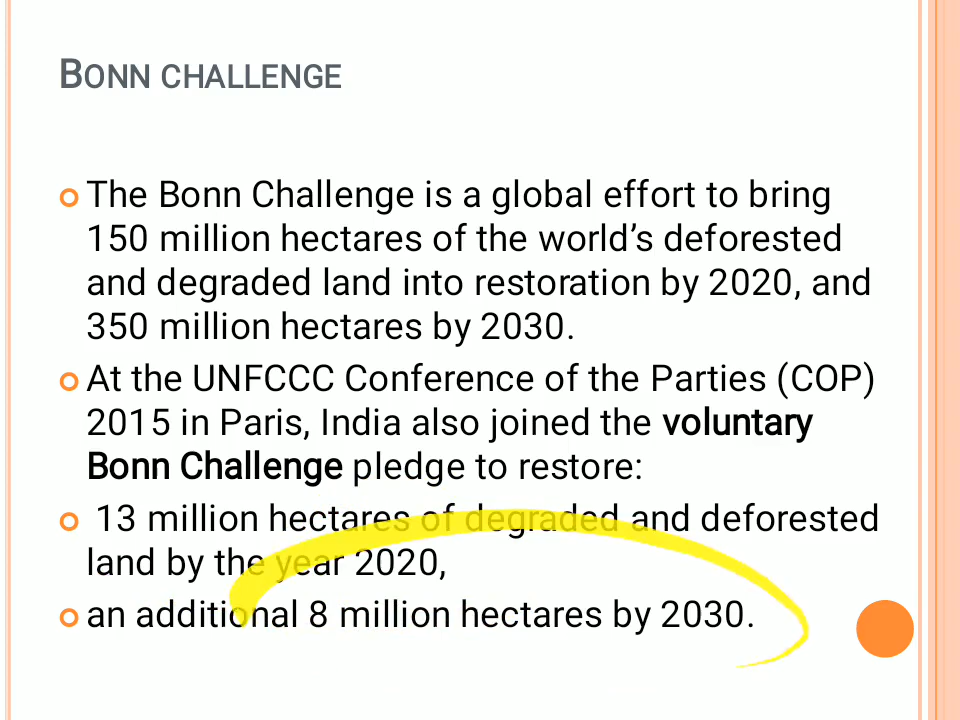 BONN CHALLENGE
The Bonn Challenge is a global effort to bring
150 million hectares of the world’s deforested
and degraded land into restoration by 2020, and
350 million hectares by 2030.
At the UNFCCC Conference of the Parties (COP)
2015 in Paris, India also joined the voluntary
Bonn Challenge pledge to restore:
13 million hectares of degraded and deforested
land by the year 2020,
an additional 8 million hectares by 2030.